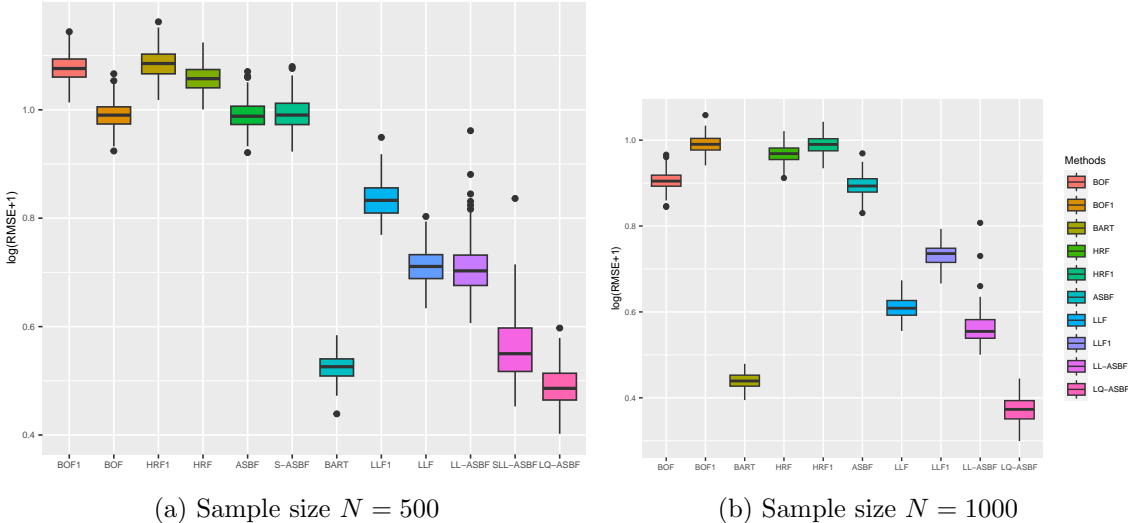 1.0
0.8
0.6
0.4
log(RMSE+1)
BOF1 BOF HRF1 HRF ASBF S-ASBF BART LLF1 LLF LL-ASBF SLL-ASBF LQ-ASBF
(a) Sample size N = 500
1.0
0.8
0.6
0.4
log(RMSE+1)
BOF BOF1 BART HRF HRF1 ASBF LLF LLF1 LL-ASBF LQ-ASBF
Methods
BOF
BOF1
BART
HRF
HRF1
ASBF
LLF
LLF1
LL-ASBF
LQ-ASBF
(b) Sample size N = 1000